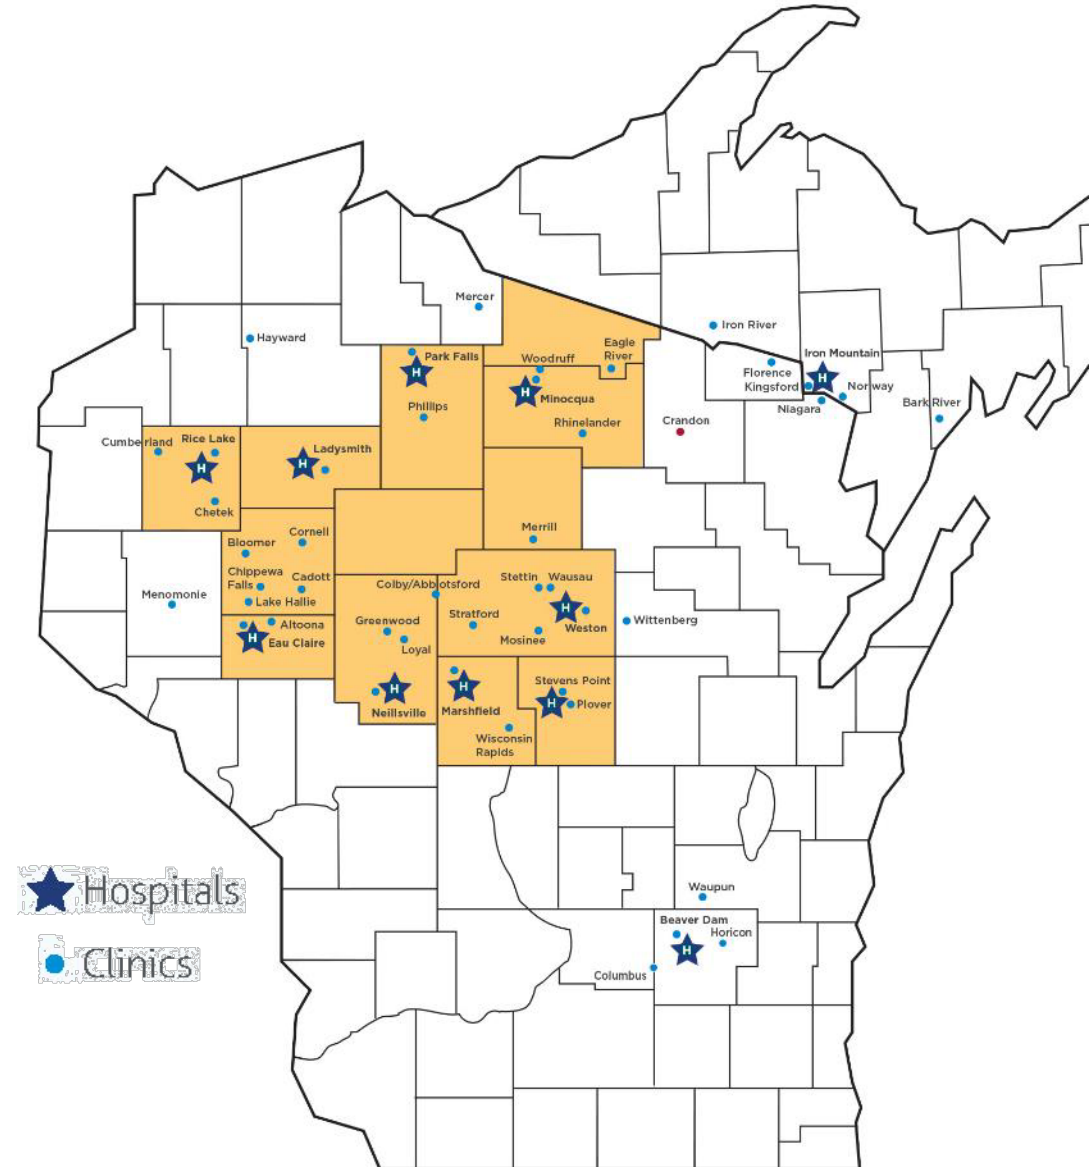 Mercer
Hayward
Iron River
Eagle
River
Park Falls
Woodruff
Iron Mountain
Florence
Kingsford
Norway
Minocqua
Niagara
Bark River
Phillips
Rhinelander
Crandon
Cumberland
Rice Lake
Ladysmith
Chetek
Merrill
Cornell
Bloomer
Chippewa
Falls
Cadott
Colby/Abbotsford
Stettin
Wausau
Menomonie
Lake Hallie
Stratford
Greenwood
Altoona
Eau Claire
Loyal
Mosinee
Weston
Wittenberg
Stevens Point
Plover
Neillsville
Marshfield
Wisconsin
Rapids
H
H
H
H
H
H
H
H
H
H
H
Hospitals
Clinics
Waupun
Beaver Dam
Horicon
Columbus